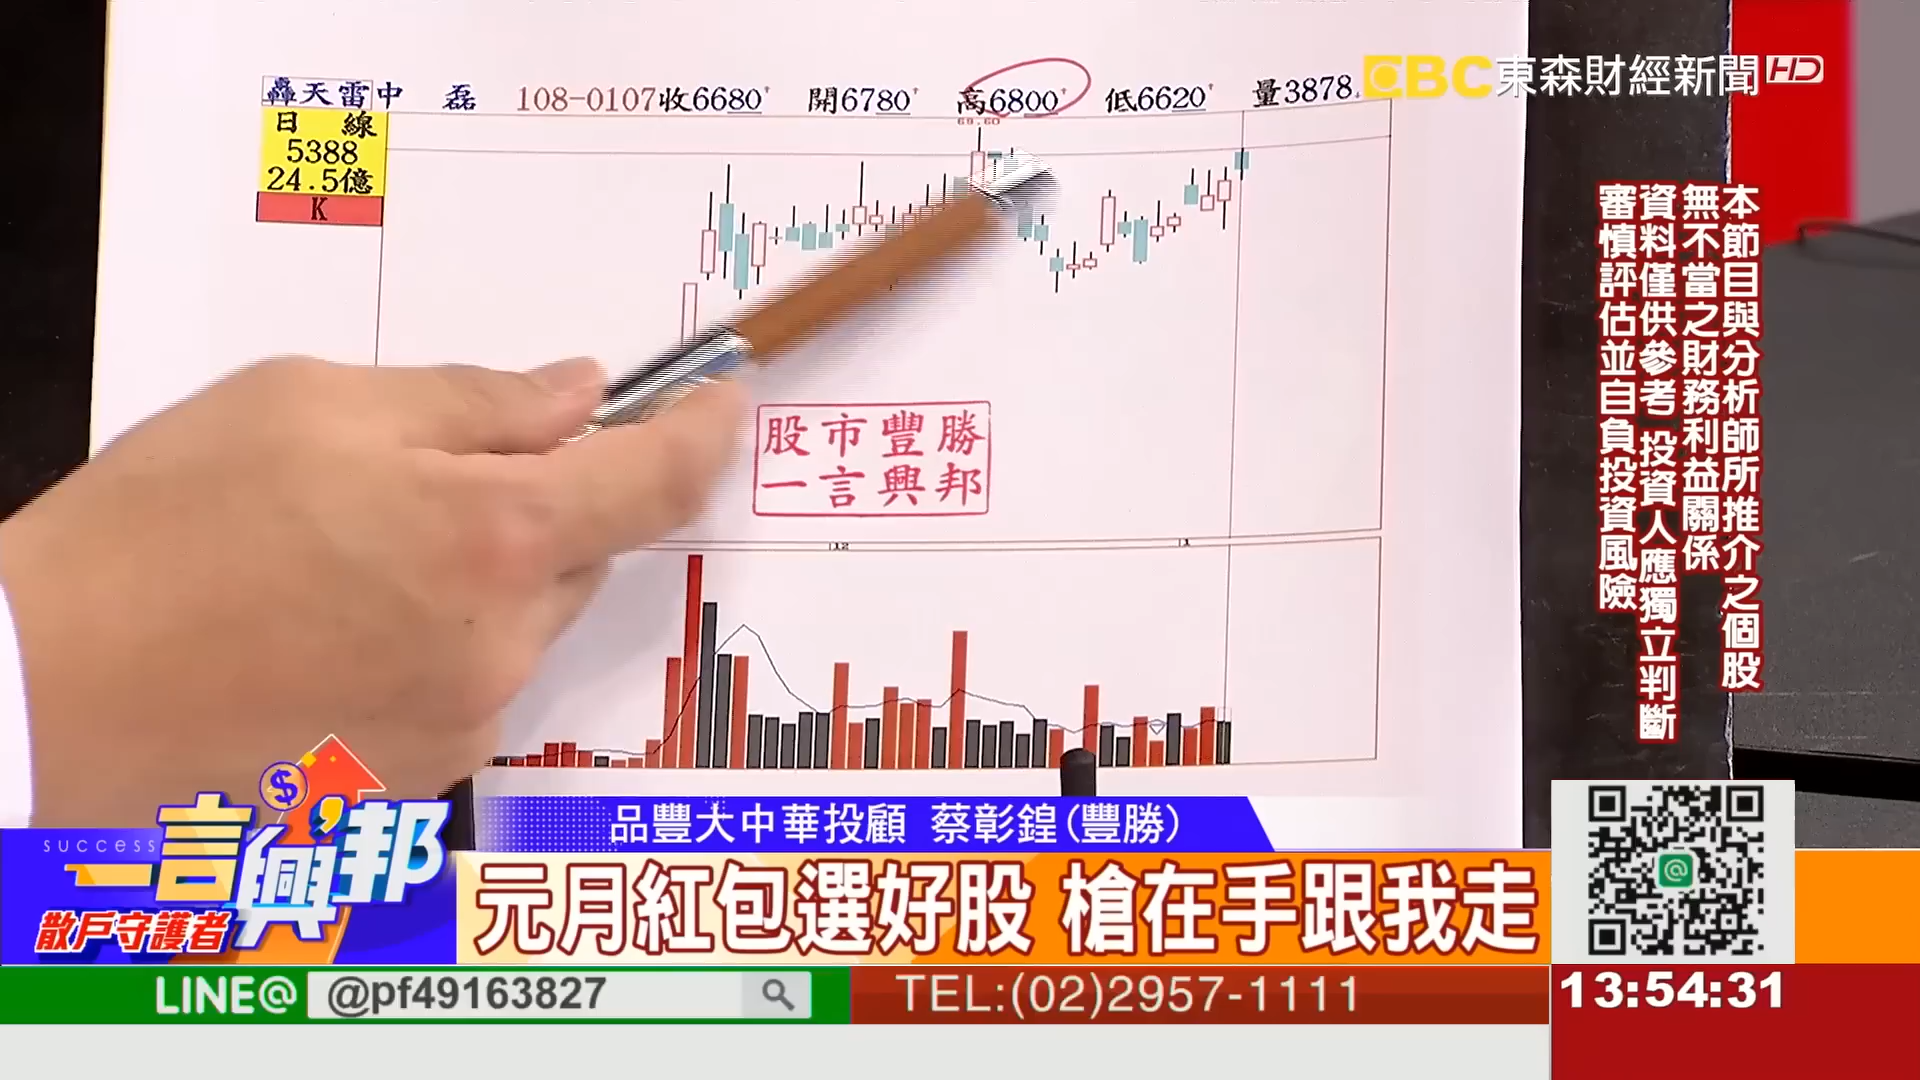 轟天雷中 磊 108-0107收6680 開6780 高6800 低6620 量3878
日 線
5388
24.5億
K
69.60
EBC東森財經新聞HD
本節目與分析師所推介之個股
無不當之財務利益關係
資料僅供參考 投資人應獨立判斷
審慎評估並自負投資風險
股市豐勝
一言興邦
12
1
$
success
一言興邦
散戶守護者
品豐大中華投顧 蔡彰鍠(豐勝)
元月紅包選好股 槍在手跟我走
LINE@ @pf49163827
TEL:(02)2957-1111
13:54:31